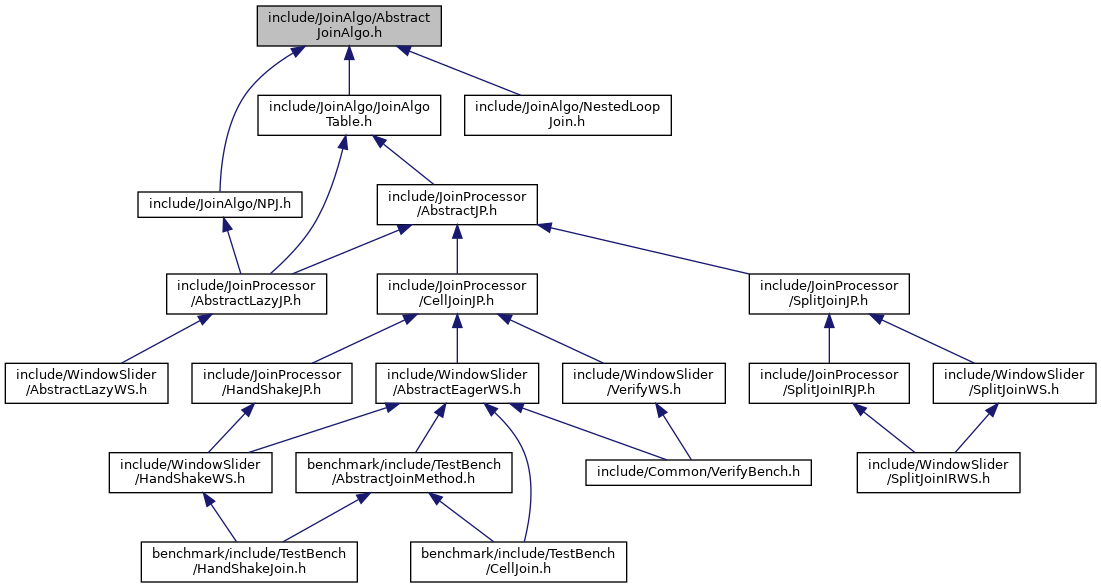 include/JoinAlgo/Abstract
JoinAlgo.h
include/JoinAlgo/JoinAlgo
Table.h
include/JoinAlgo/NestedLoop
Join.h
include/JoinAlgo/NPJ.h
include/JoinProcessor
/AbstractJP.h
include/JoinProcessor
/AbstractLazyJP.h
include/JoinProcessor
/CellJoinJP.h
include/JoinProcessor
/SplitJoinJP.h
include/WindowSlider
/AbstractLazyWS.h
include/JoinProcessor
/HandShakeJP.h
include/WindowSlider
/AbstractEagerWS.h
include/WindowSlider
/VerifyWS.h
include/JoinProcessor
/SplitJoinIRJP.h
include/WindowSlider
/SplitJoinWS.h
include/WindowSlider
/HandShakeWS.h
benchmark/include/TestBench
/AbstractJoinMethod.h
include/Common/VerifyBench.h
include/WindowSlider
/SplitJoinIRWS.h
benchmark/include/TestBench
/HandShakeJoin.h
benchmark/include/TestBench
/CellJoin.h